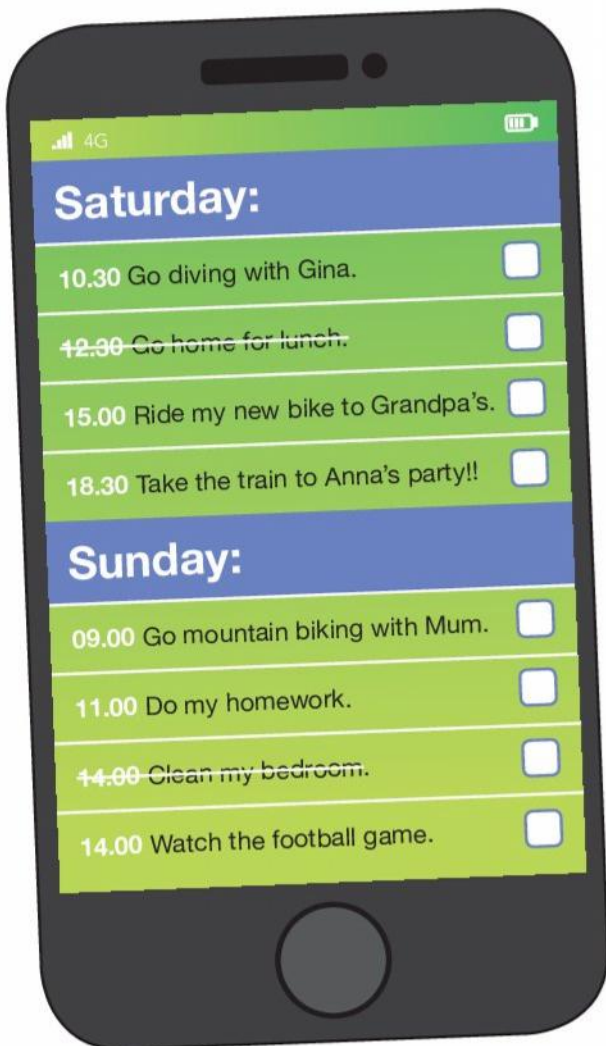 4G
Saturday:
10.30 Go diving with Gina.
12.30 Go home for lunch.
15.00 Ride my new bike to Grandpa's.
18.30 Take the train to Anna's party!!
Sunday:
09.00 Go mountain biking with Mum.
11.00 Do my homework.
14.00 Clean my bedroom.
14.00 Watch the football game.